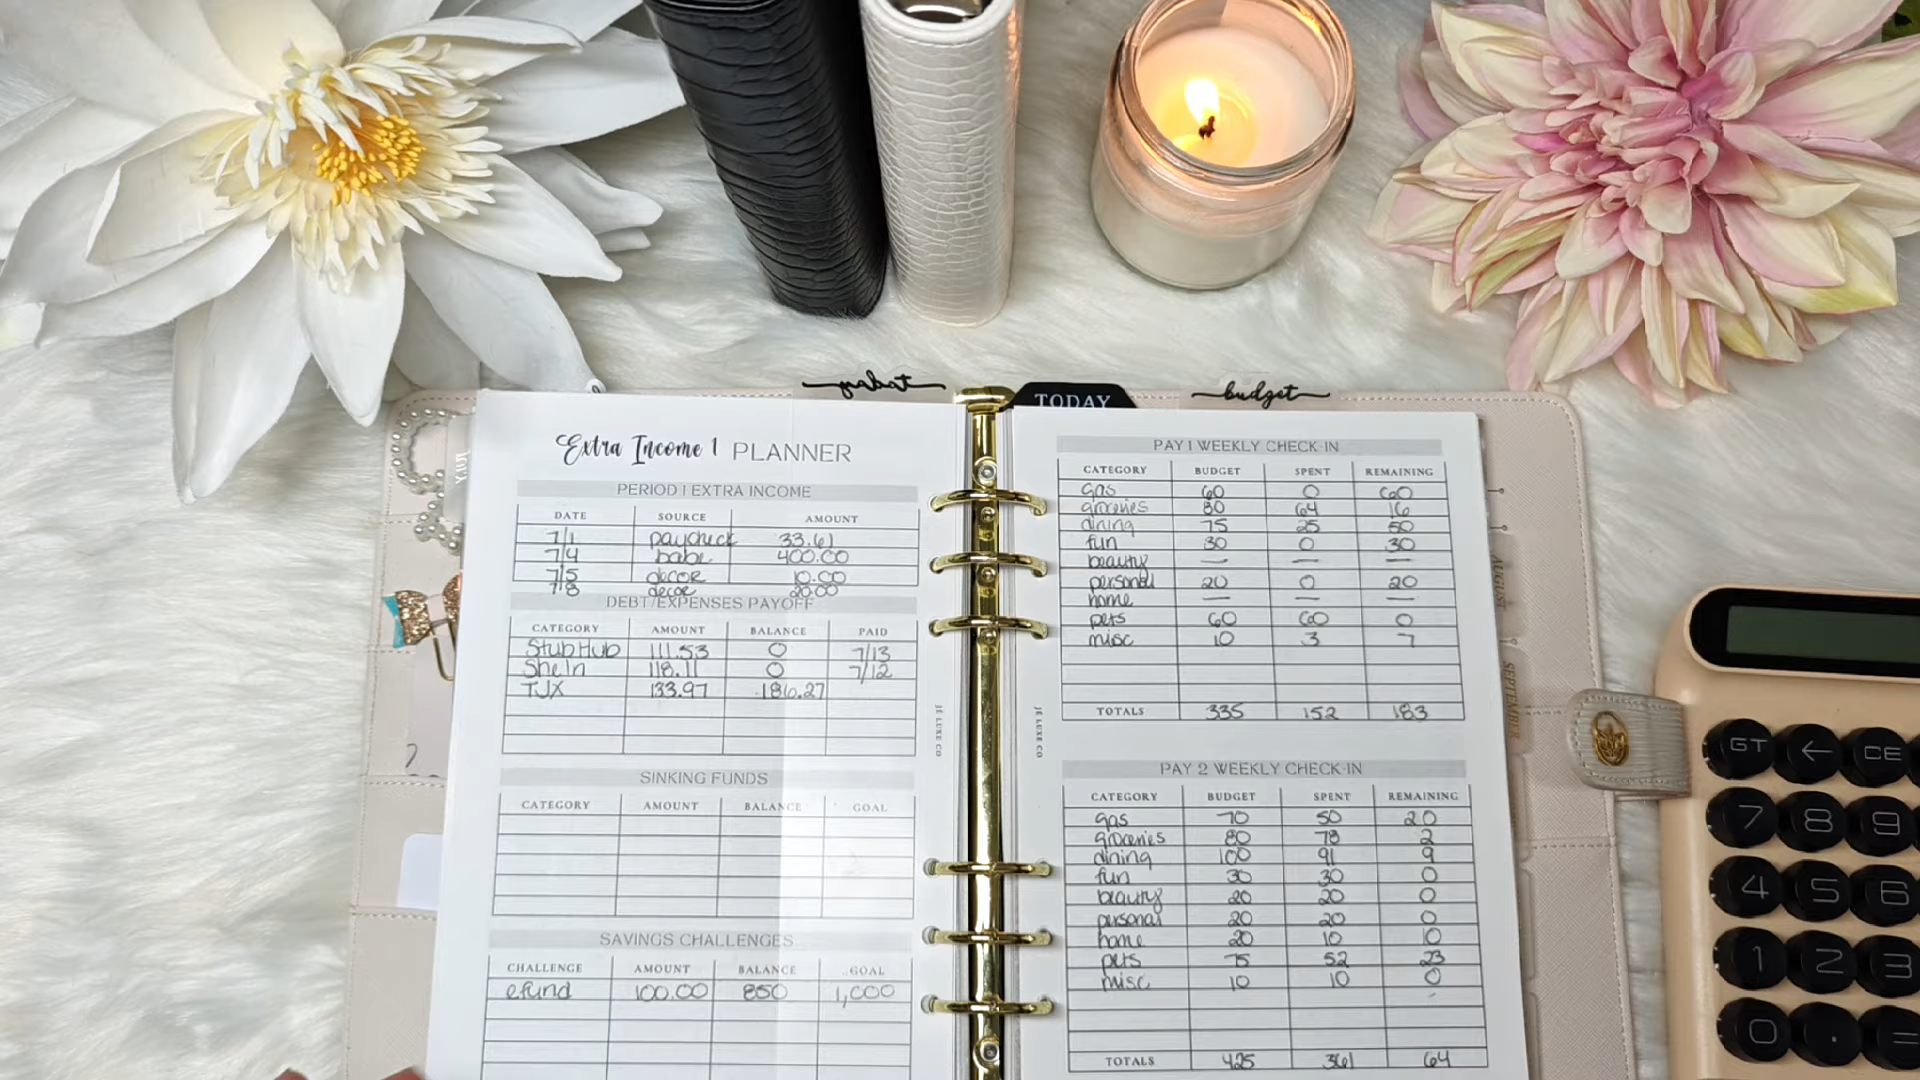 budget
TODAY
Extra Income 1 PLANNER
PERIOD 1 EXTRA INCOME
DATE SOURCE AMOUNT
7/1 paycheck 33.61
7/4 babe 400.00
7/5 decor 10.00
7/8 decor 20.00
DEBT/EXPENSES PAYOFF
CATEGORY AMOUNT BALANCE PAID
StubHub 111.53 0 7/13
SheIn 118.11 0 7/12
TJX 133.97 186.27
SINKING FUNDS
CATEGORY AMOUNT BALANCE GOAL
SAVINGS CHALLENGES
CHALLENGE AMOUNT BALANCE GOAL
efund 100.00 850 1,000
JE LUXE CO
JE LUXE CO
PAY 1 WEEKLY CHECK-IN
CATEGORY BUDGET SPENT REMAINING
gas 60 0 60
groceries 80 64 16
dining 75 25 50
fun 30 0 30
beauty — — —
personal 20 0 20
home — — —
pets 60 60 0
misc 10 3 7
TOTALS 335 152 183
PAY 2 WEEKLY CHECK-IN
CATEGORY BUDGET SPENT REMAINING
gas 70 50 20
groceries 80 78 2
dining 100 91 9
fun 30 30 0
beauty 20 20 0
personal 20 20 0
home 20 10 10
pets 75 52 23
misc 10 10 0
TOTALS 425 361 64
AUGUST
SEPTEMBER
GT ← CE
7 8 9
4 5 6
1 2 3
0 . =